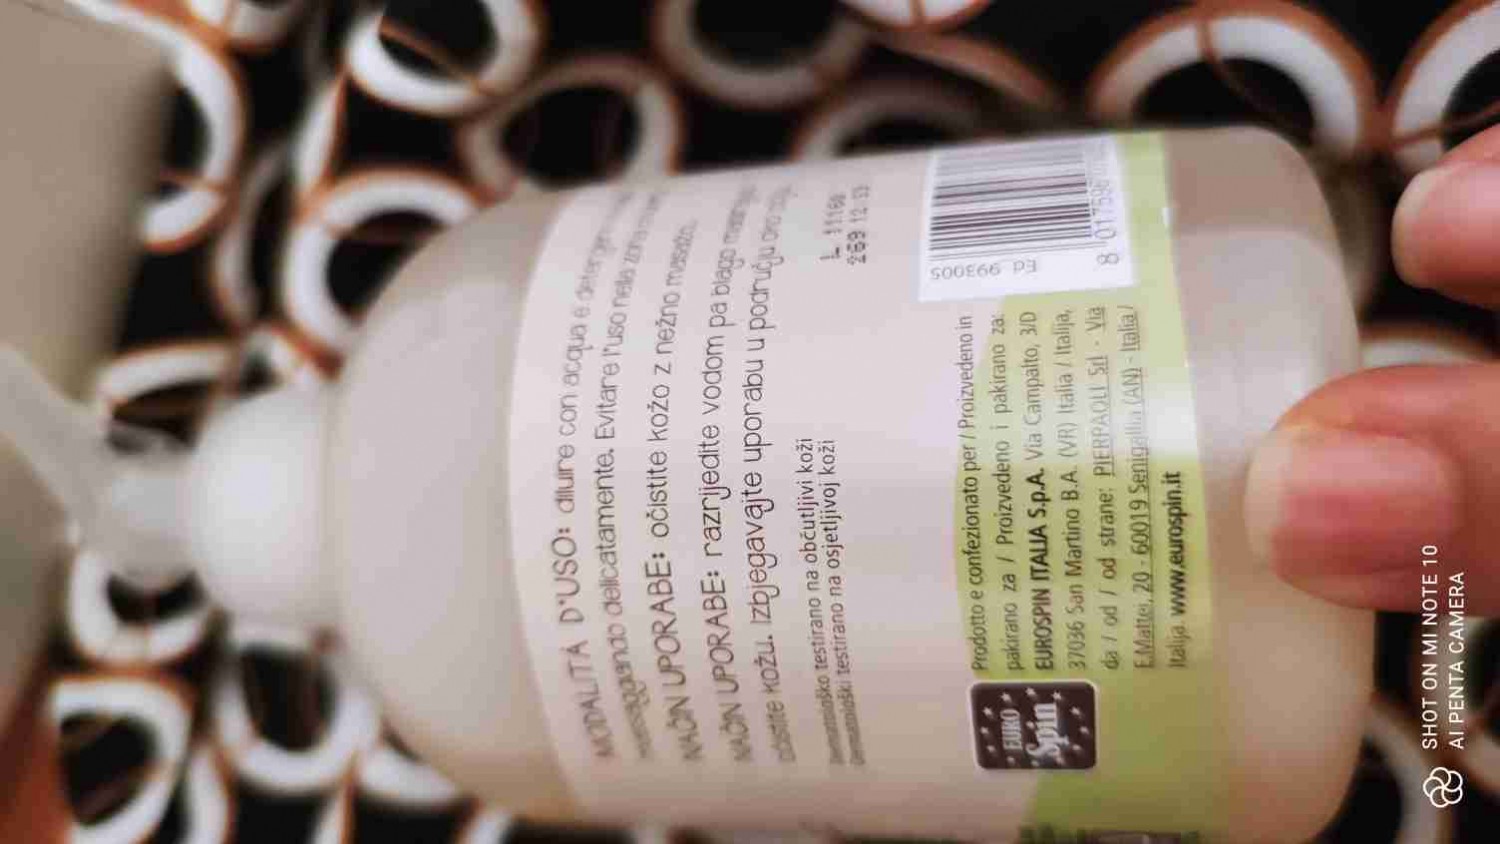 MODALITÀ D'USO: diluire con acqua e
massaggiando delicatamente. Evitare l'uso nella zona
NAČIN UPORABE: očistite kožo z nežno masažo.
NAČIN UPORABE: razrijedite vodom pa blago
očistite kožu. Izbjegavajte uporabu u području oko
Dermatološko testirano na občutljivi koži
Dermatološki testirano na osjetljivoj koži
L 11168
269 12:13
Ed 993005
8 017596
Prodotto e confezionato per / Proizvedeno in
pakirano za / Proizvedeno i pakirano za:
EUROSPIN ITALIA S.p.A. Via Campalto, 3/D
37036 San Martino B.A. (VR) Italia / Italija,
da / od / od strane: PIERPAOLI Srl - Via
E.Mattei, 20 - 60019 Senigallia (AN) - Italia /
Italija. www.eurospin.it
EURO
Spin
SHOT ON MI NOTE 10
AI PENTA CAMERA